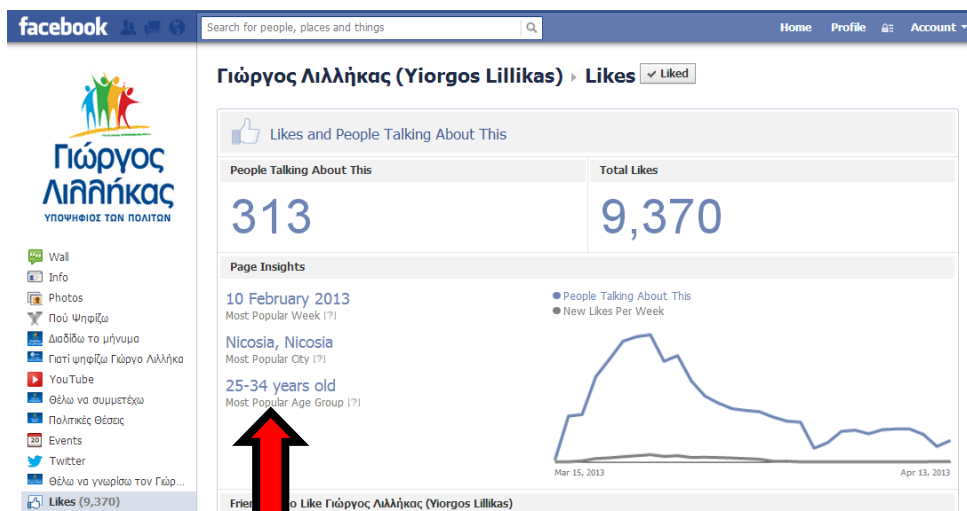 facebook
Search for people, places and things
Home Profile Account
Γιώργος Λιλλήκας (Yiorgos Lillikas) Likes Liked
Γιώργος
Λιλλήκας
ΥΠΟΨΗΦΙΟΣ ΤΩΝ ΠΟΛΙΤΩΝ
Wall
Info
Photos
Πού Ψηφίζω
Διαδίδω το μήνυμα
Γιατί ψηφίζω Γιώργο Λιλλήκα
YouTube
Θέλω να συμμετέχω
Πολιτικές Θέσεις
20 Events
Twitter
Θέλω να γνωρίσω τον Γιώρ...
Likes (9,370)
Likes and People Talking About This
People Talking About This
313
Total Likes
9,370
Page Insights
10 February 2013
Most Popular Week [?]
Nicosia, Nicosia
Most Popular City [?]
25-34 years old
Most Popular Age Group [?]
People Talking About This
New Likes Per Week
Mar 15, 2013
Apr 13, 2013
o Like Γιώργος Λιλλήκας (Yiorgos Lillikas)